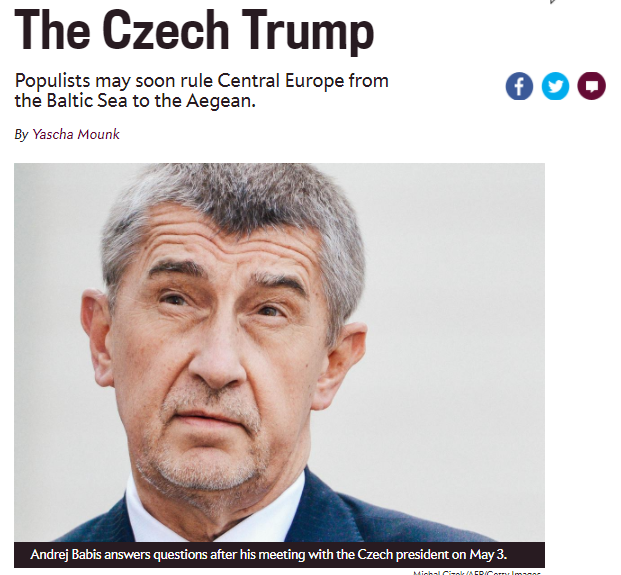 The Czech Trump
Populists may soon rule Central Europe from
the Baltic Sea to the Aegean.
By Yascha Mounk
Andrej Babis answers questions after his meeting with the Czech president on May 3.
Michal Cizek/AFP/Getty Images